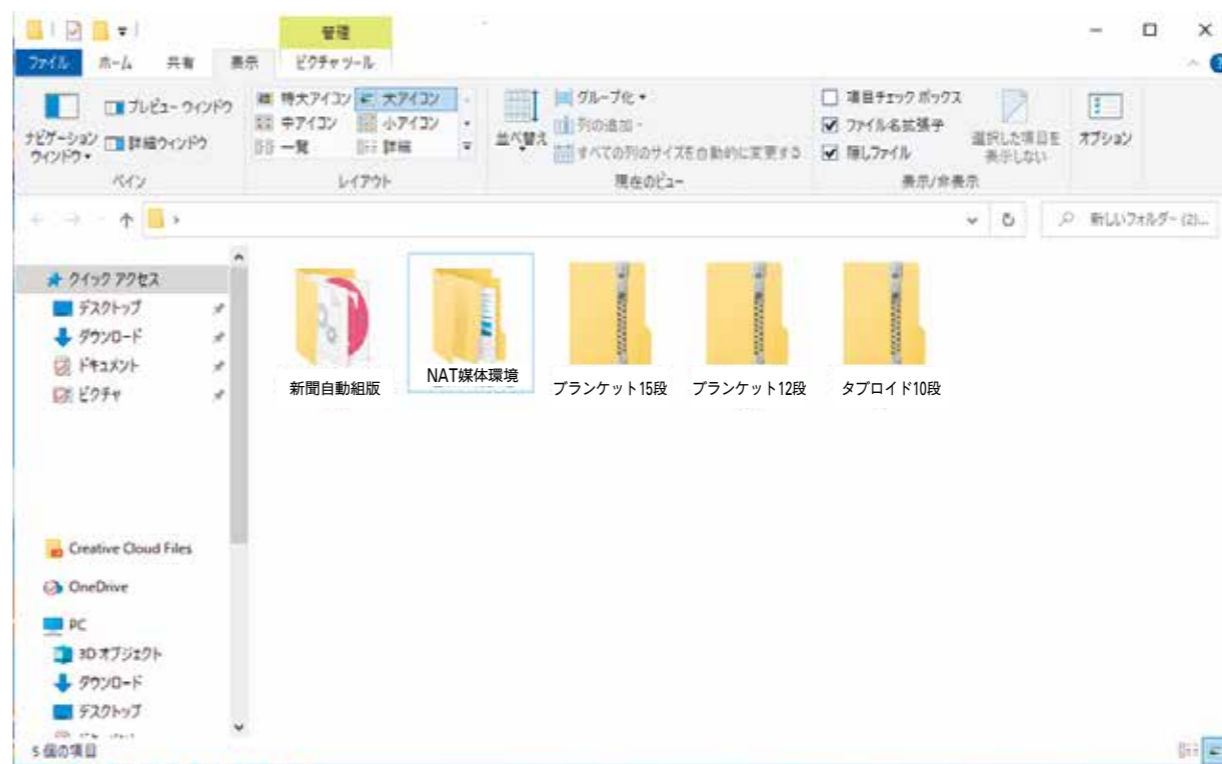 管理
ファイル ホーム 共有 表示 ピクチャ ツール
ナビゲーション ウィンドウ
プレビュー ウィンドウ
詳細ウィンドウ
特大アイコン 大アイコン
中アイコン 小アイコン
一覧 詳細
並べ替え
グループ化
列の追加
すべての列のサイズを自動的に変更する
項目チェック ボックス
ファイル名拡張子
隠しファイル
選択した項目を
表示しない
オプション
ペイン レイアウト 現在のビュー 表示/非表示
新しいフォルダー (2)...
クイック アクセス
デスクトップ
ダウンロード
ドキュメント
ピクチャ
Creative Cloud Files
OneDrive
PC
3D オブジェクト
ダウンロード
デスクトップ
新聞自動組版 NAT媒体環境 ブランケット15段 ブランケット12段 タブロイド10段
5 個の項目